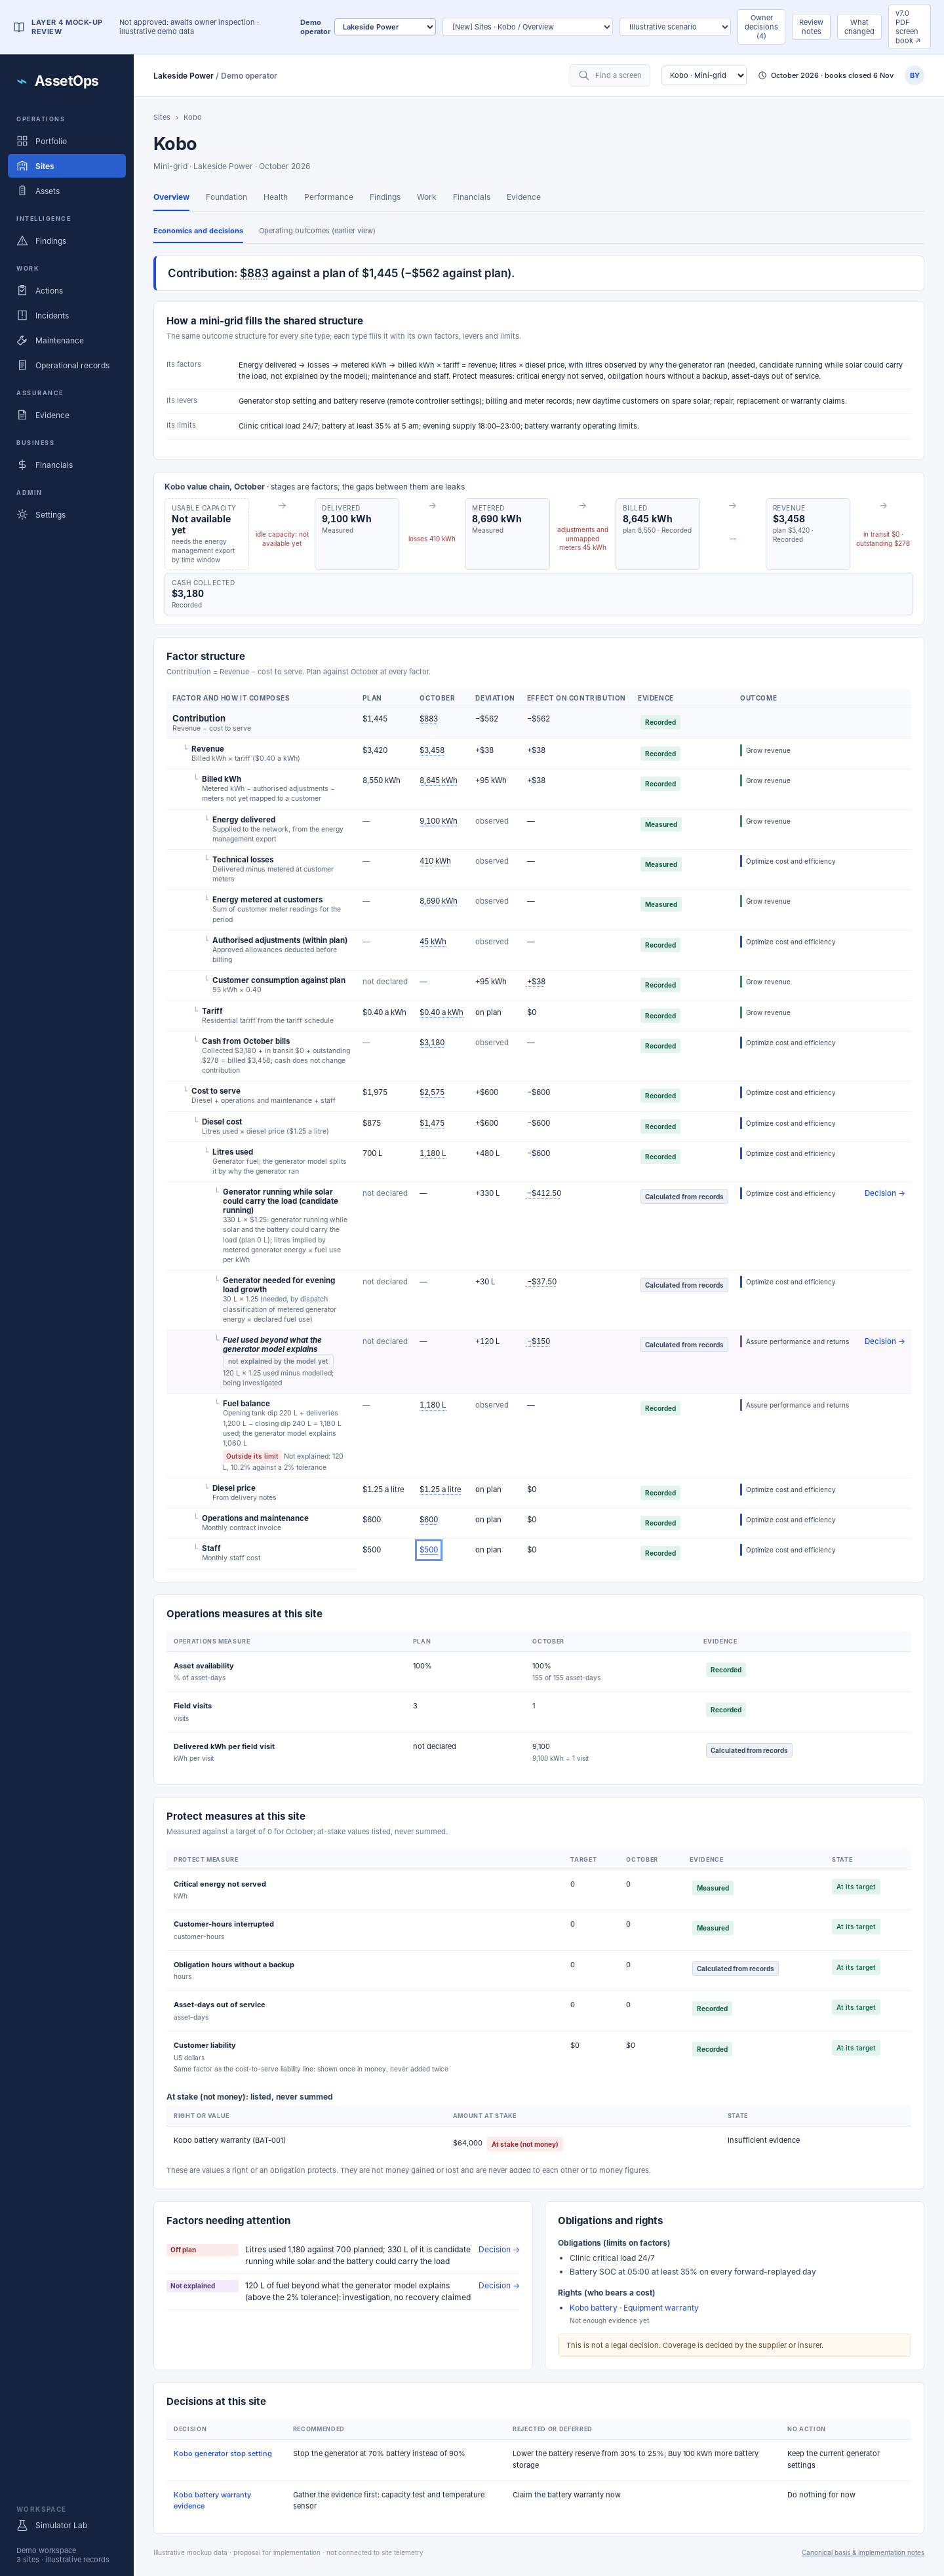 LAYER 4 MOCK-UP REVIEW
Not approved: awaits owner inspection · illustrative demo data
Demo operator
Lakeside Power
[New] Sites · Kobo / Overview
Illustrative scenario
Owner decisions (4)
Review notes
What changed
v7.0 PDF screen book ↗
AssetOps
OPERATIONS
Portfolio
Sites
Assets
INTELLIGENCE
Findings
WORK
Actions
Incidents
Maintenance
Operational records
ASSURANCE
Evidence
BUSINESS
Financials
ADMIN
Settings
WORKSPACE
Simulator Lab
Demo workspace
3 sites · illustrative records
Lakeside Power / Demo operator
Find a screen
Kobo · Mini-grid
October 2026 · books closed 6 Nov
BY
Sites › Kobo
Kobo
Mini-grid · Lakeside Power · October 2026
Overview Foundation Health Performance Findings Work Financials Evidence
Economics and decisions Operating outcomes (earlier view)
Contribution: $883 against a plan of $1,445 (−$562 against plan).
How a mini-grid fills the shared structure
The same outcome structure for every site type; each type fills it with its own factors, levers and limits.
Its factors
Energy delivered → losses → metered kWh → billed kWh × tariff = revenue; litres × diesel price, with litres observed by why the generator ran (needed, candidate running while solar could carry
the load, not explained by the model); maintenance and staff. Protect measures: critical energy not served, obligation hours without a backup, asset-days out of service.
Its levers
Generator stop setting and battery reserve (remote controller settings); billing and meter records; new daytime customers on spare solar; repair, replacement or warranty claims.
Its limits
Clinic critical load 24/7; battery at least 35% at 5 am; evening supply 18:00–23:00; battery warranty operating limits.
Kobo value chain, October · stages are factors; the gaps between them are leaks
USABLE CAPACITY
Not available yet
needs the energy management export by time window
→
idle capacity: not available yet
DELIVERED
9,100 kWh
Measured
→
losses 410 kWh
METERED
8,690 kWh
Measured
→
adjustments and unmapped meters 45 kWh
BILLED
8,645 kWh
plan 8,550 · Recorded
→
—
REVENUE
$3,458
plan $3,420 · Recorded
→
in transit $0 · outstanding $278
CASH COLLECTED
$3,180
Recorded
Factor structure
Contribution = Revenue − cost to serve. Plan against October at every factor.
FACTOR AND HOW IT COMPOSES PLAN OCTOBER DEVIATION EFFECT ON CONTRIBUTION EVIDENCE OUTCOME
Contribution $1,445 $883 −$562 −$562 Recorded
Revenue − cost to serve
└ Revenue $3,420 $3,458 +$38 +$38 Recorded Grow revenue
Billed kWh × tariff ($0.40 a kWh)
└ Billed kWh 8,550 kWh 8,645 kWh +95 kWh +$38 Recorded Grow revenue
Metered kWh − authorised adjustments −
meters not yet mapped to a customer
└ Energy delivered — 9,100 kWh observed — Measured Grow revenue
Supplied to the network, from the energy
management export
└ Technical losses — 410 kWh observed — Measured Optimize cost and efficiency
Delivered minus metered at customer
meters
└ Energy metered at customers — 8,690 kWh observed — Measured Grow revenue
Sum of customer meter readings for the
period
└ Authorised adjustments (within plan) — 45 kWh observed — Recorded Optimize cost and efficiency
Approved allowances deducted before
billing
└ Customer consumption against plan not declared — +95 kWh +$38 Recorded Grow revenue
95 kWh × 0.40
└ Tariff $0.40 a kWh $0.40 a kWh on plan $0 Recorded Grow revenue
Residential tariff from the tariff schedule
└ Cash from October bills — $3,180 observed — Recorded Optimize cost and efficiency
Collected $3,180 + in transit $0 + outstanding
$278 = billed $3,458; cash does not change
contribution
└ Cost to serve $1,975 $2,575 +$600 −$600 Recorded Optimize cost and efficiency
Diesel + operations and maintenance + staff
└ Diesel cost $875 $1,475 +$600 −$600 Recorded Optimize cost and efficiency
Litres used × diesel price ($1.25 a litre)
└ Litres used 700 L 1,180 L +480 L −$600 Recorded Optimize cost and efficiency
Generator fuel; the generator model splits
it by why the generator ran
└ Generator running while solar not declared — +330 L −$412.50 Calculated from records Optimize cost and efficiency Decision →
could carry the load (candidate
running)
330 L × $1.25: generator running while
solar and the battery could carry the
load (plan 0 L); litres implied by
metered generator energy × fuel use
per kWh
└ Generator needed for evening not declared — +30 L −$37.50 Calculated from records Optimize cost and efficiency
load growth
30 L × 1.25 (needed, by dispatch
classification of metered generator
energy × declared fuel use)
└ Fuel used beyond what the not declared — +120 L −$150 Calculated from records Assure performance and returns Decision →
generator model explains
not explained by the model yet
120 L × 1.25 used minus modelled;
being investigated
└ Fuel balance — 1,180 L observed — Recorded Assure performance and returns
Opening tank dip 220 L + deliveries
1,200 L − closing dip 240 L = 1,180 L
used; the generator model explains
1,060 L
Outside its limit Not explained: 120
L, 10.2% against a 2% tolerance
└ Diesel price $1.25 a litre $1.25 a litre on plan $0 Recorded Optimize cost and efficiency
From delivery notes
└ Operations and maintenance $600 $600 on plan $0 Recorded Optimize cost and efficiency
Monthly contract invoice
└ Staff $500 $500 on plan $0 Recorded Optimize cost and efficiency
Monthly staff cost
Operations measures at this site
OPERATIONS MEASURE PLAN OCTOBER EVIDENCE
Asset availability 100% 100% Recorded
% of asset-days 155 of 155 asset-days
Field visits 3 1 Recorded
visits
Delivered kWh per field visit not declared 9,100 Calculated from records
kWh per visit 9,100 kWh ÷ 1 visit
Protect measures at this site
Measured against a target of 0 for October; at-stake values listed, never summed.
PROTECT MEASURE TARGET OCTOBER EVIDENCE STATE
Critical energy not served 0 0 Measured At its target
kWh
Customer-hours interrupted 0 0 Measured At its target
customer-hours
Obligation hours without a backup 0 0 Calculated from records At its target
hours
Asset-days out of service 0 0 Recorded At its target
asset-days
Customer liability $0 $0 Recorded At its target
US dollars
Same factor as the cost-to-serve liability line: shown once in money, never added twice
At stake (not money): listed, never summed
RIGHT OR VALUE AMOUNT AT STAKE STATE
Kobo battery warranty (BAT-001) $64,000 At stake (not money) Insufficient evidence
These are values a right or an obligation protects. They are not money gained or lost and are never added to each other or to money figures.
Factors needing attention
Off plan Litres used 1,180 against 700 planned; 330 L of it is candidate Decision →
running while solar and the battery could carry the load
Not explained 120 L of fuel beyond what the generator model explains Decision →
(above the 2% tolerance): investigation, no recovery claimed
Obligations and rights
Obligations (limits on factors)
• Clinic critical load 24/7
• Battery SOC at 05:00 at least 35% on every forward-replayed day
Rights (who bears a cost)
• Kobo battery · Equipment warranty
Not enough evidence yet
This is not a legal decision. Coverage is decided by the supplier or insurer.
Decisions at this site
DECISION RECOMMENDED REJECTED OR DEFERRED NO ACTION
Kobo generator stop setting Stop the generator at 70% battery instead of 90% Lower the battery reserve from 30% to 25%; Buy 100 kWh more battery storage Keep the current generator settings
Kobo battery warranty evidence Gather the evidence first: capacity test and temperature sensor Claim the battery warranty now Do nothing for now
Illustrative mockup data · proposal for implementation · not connected to site telemetry
Canonical basis & implementation notes